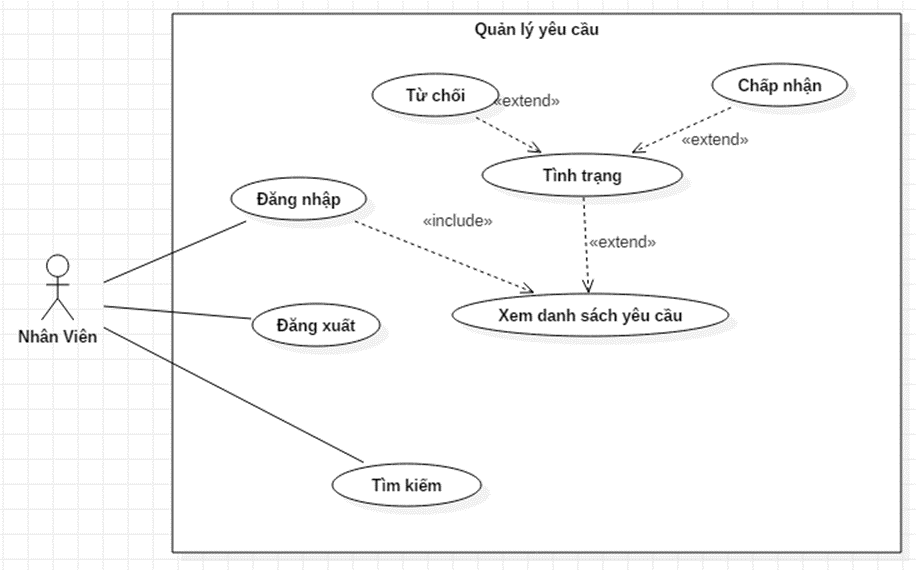 Quản lý yêu cầu
Từ chối
«extend»
Chấp nhận
«extend»
Tình trạng
Đăng nhập
«include»
«extend»
Nhân Viên
Đăng xuất
Xem danh sách yêu cầu
Tìm kiếm